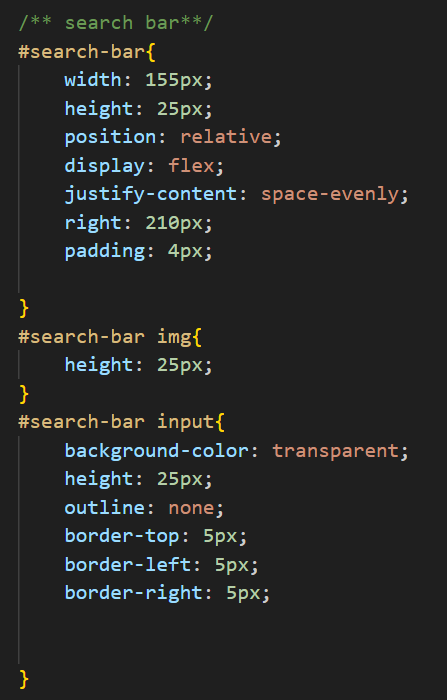 /** search bar**/
#search-bar{
width: 155px;
height: 25px;
position: relative;
display: flex;
justify-content: space-evenly;
right: 210px;
padding: 4px;
}
#search-bar img{
height: 25px;
}
#search-bar input{
background-color: transparent;
height: 25px;
outline: none;
border-top: 5px;
border-left: 5px;
border-right: 5px;
}